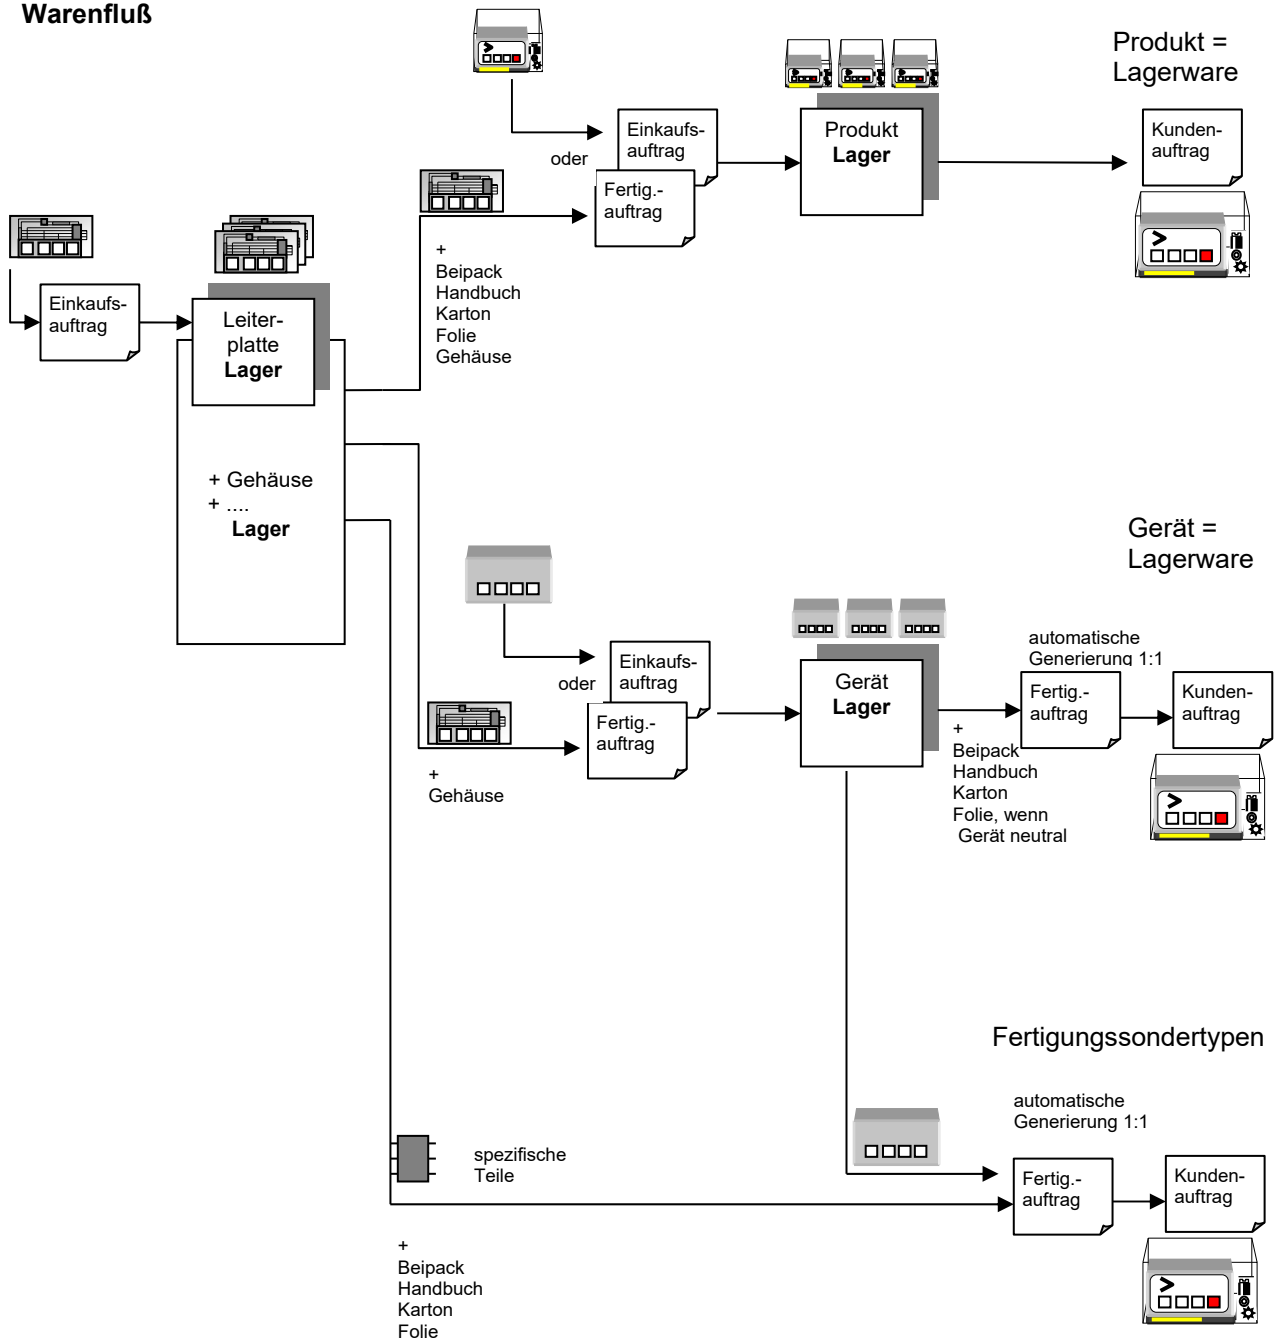 Warenfluß
Produkt =
Lagerware
Einkaufs-
auftrag
oder
Fertig.-
auftrag
Produkt
Lager
Kunden-
auftrag
+
Beipack
Handbuch
Karton
Folie
Gehäuse
Einkaufs-
auftrag
Leiter-
platte
Lager
+ Gehäuse
+ ....
Lager
Gerät =
Lagerware
Einkaufs-
auftrag
oder
Fertig.-
auftrag
+
Gehäuse
Gerät
Lager
automatische
Generierung 1:1
Fertig.-
auftrag
Kunden-
auftrag
+
Beipack
Handbuch
Karton
Folie, wenn
Gerät neutral
Fertigungssondertypen
automatische
Generierung 1:1
spezifische
Teile
Fertig.-
auftrag
Kunden-
auftrag
+
Beipack
Handbuch
Karton
Folie